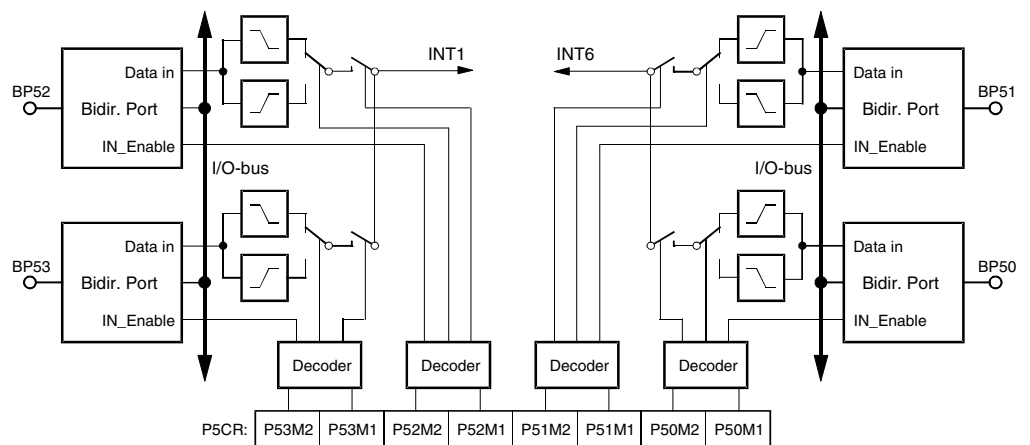 INT1 INT6
Data in Data in
BP52 BP51
Bidir. Port Bidir. Port
IN_Enable IN_Enable
I/O-bus I/O-bus
Data in Data in
BP53 BP50
Bidir. Port Bidir. Port
IN_Enable IN_Enable
Decoder Decoder Decoder Decoder
P5CR: P53M2 P53M1 P52M2 P52M1 P51M2 P51M1 P50M2 P50M1